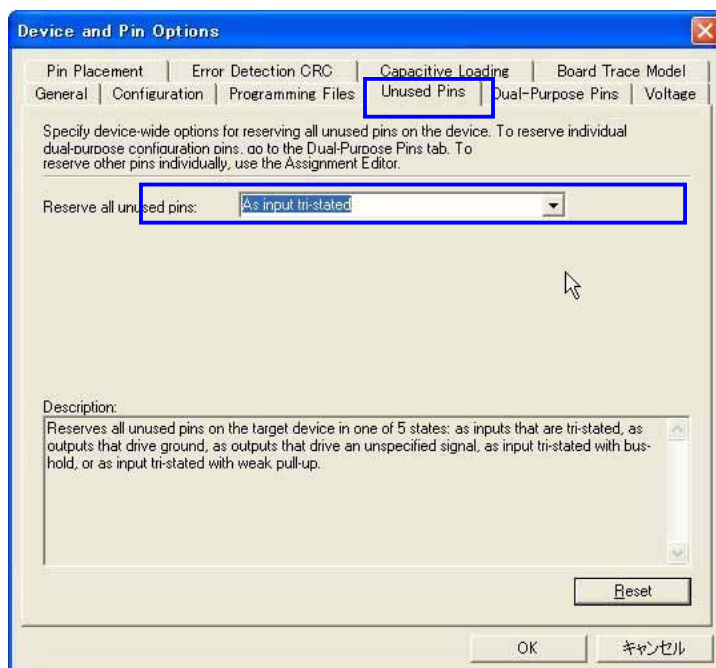 Device and Pin Options
Pin Placement
Error Detection CRC
Capacitive Loading
Board Trace Model
General
Configuration
Programming Files
Unused Pins
Dual-Purpose Pins
Voltage
Specify device-wide options for reserving all unused pins on the device. To reserve individual
dual-purpose configuration pins, go to the Dual-Purpose Pins tab. To
reserve other pins individually, use the Assignment Editor.
Reserve all unused pins:
As input tri-stated
Description:
Reserves all unused pins on the target device in one of 5 states: as inputs that are tri-stated, as
outputs that drive ground, as outputs that drive an unspecified signal, as input tri-stated with bus-
hold, or as input tri-stated with weak pull-up.
Reset
OK
キャンセル